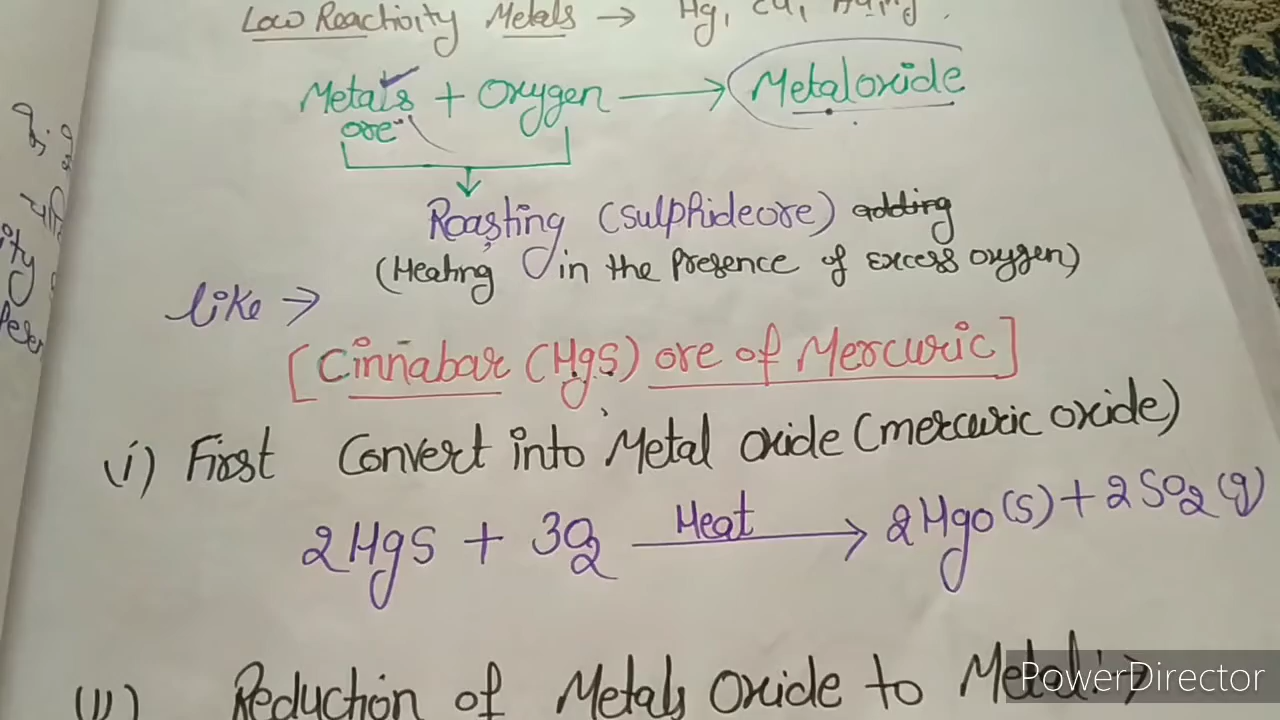 Low Reactivity Metals → Hg, Cu,
Metals + Oxygen → Metaloxide
ore
Roasting (sulphideore) adding
(Heating in the presence of excess oxygen)
like →
[Cinnabar (HgS) ore of Mercuric]
(i) First Convert into Metal oxide (mercuric oxide)
2HgS + 3O2 Heat → 2HgO(s) + 2SO2(g)
(ii) Reduction of Metals Oxide to Metal:→
PowerDirector